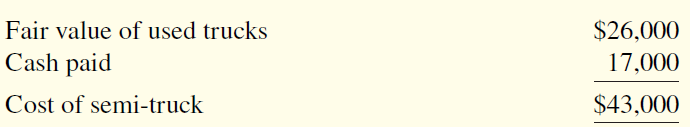 Fair value of used trucks $26,000
Cash paid 17,000
Cost of semi-truck $43,000